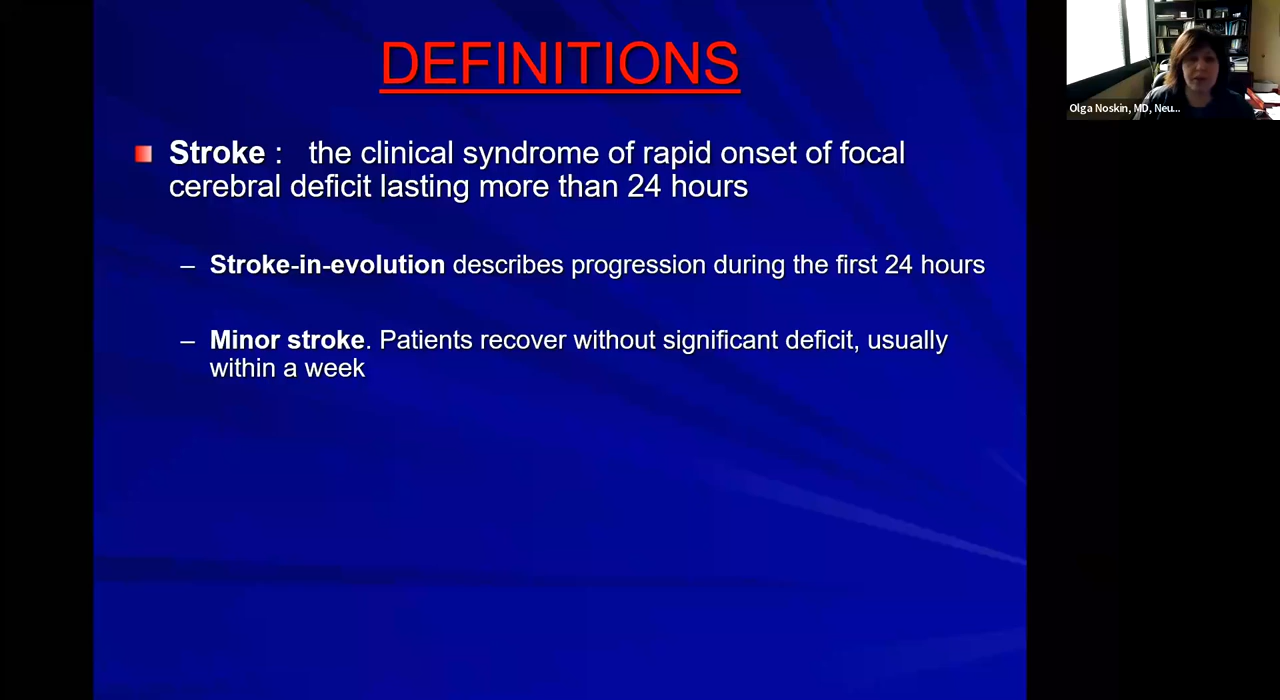 DEFINITIONS
Stroke : the clinical syndrome of rapid onset of focal
cerebral deficit lasting more than 24 hours
– Stroke-in-evolution describes progression during the first 24 hours
– Minor stroke. Patients recover without significant deficit, usually
within a week
Olga Noskin, MD, Neu...